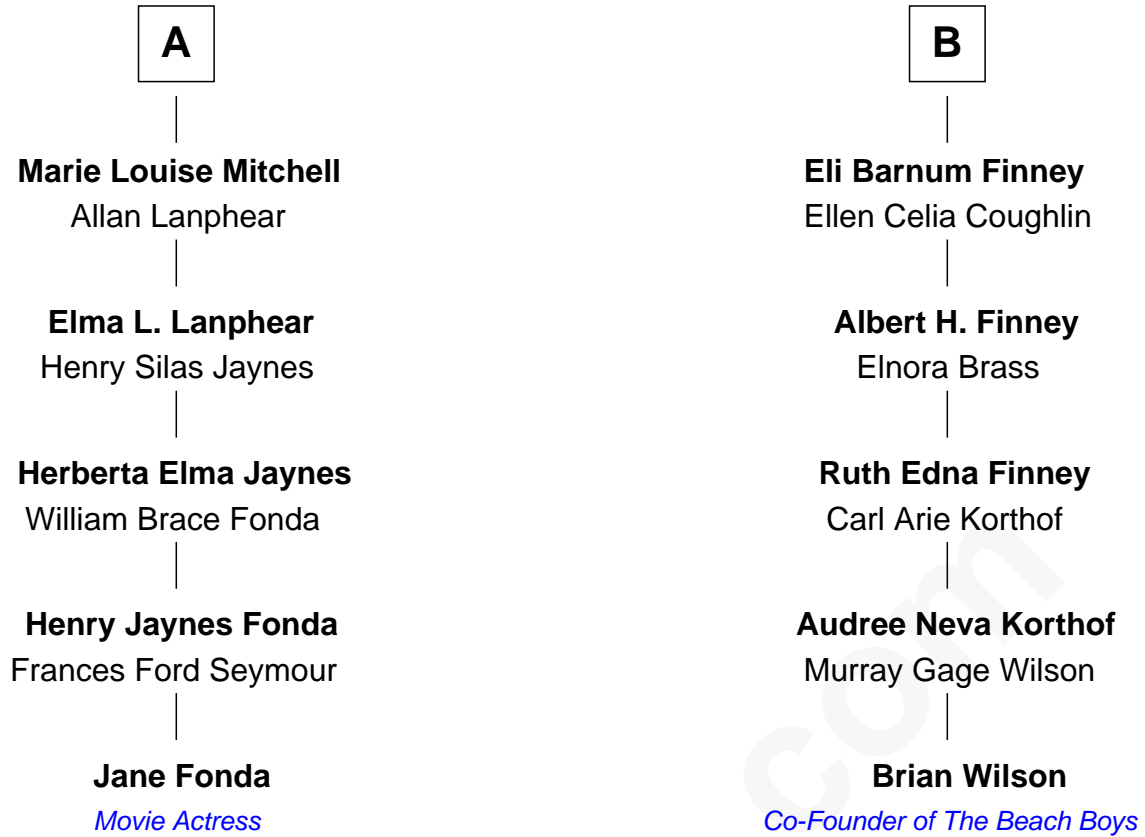 A
Marie Louise Mitchell
Allan Lanphear
Elma L. Lanphear
Henry Silas Jaynes
Herberta Elma Jaynes
William Brace Fonda
Henry Jaynes Fonda
Frances Ford Seymour
Jane Fonda
Movie Actress
B
Eli Barnum Finney
Ellen Celia Coughlin
Albert H. Finney
Elnora Brass
Ruth Edna Finney
Carl Arie Korthof
Audree Neva Korthof
Murray Gage Wilson
Brian Wilson
Co-Founder of The Beach Boys
com